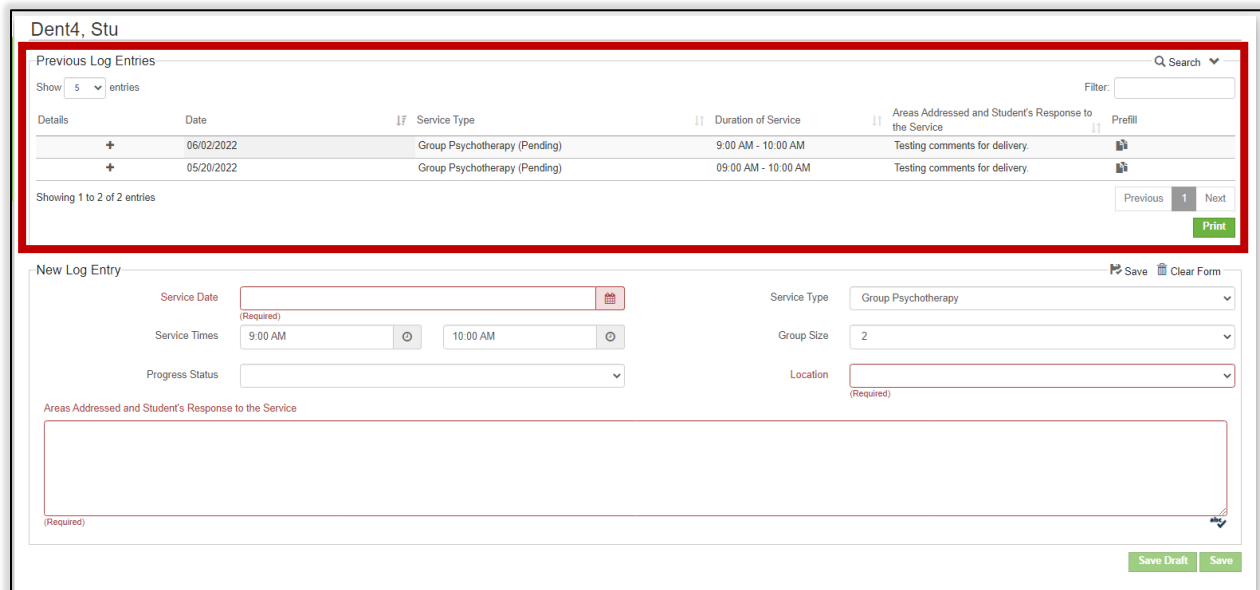 Dent4, Stu
Previous Log Entries Search
Show 5 entries Filter:
Details Date Service Type Duration of Service Areas Addressed and Student's Response to the Service Prefill
06/02/2022 Group Psychotherapy (Pending) 9:00 AM - 10:00 AM Testing comments for delivery.
05/20/2022 Group Psychotherapy (Pending) 09:00 AM - 10:00 AM Testing comments for delivery.
Showing 1 to 2 of 2 entries Previous 1 Next
Print
New Log Entry Save Clear Form
Service Date Service Type Group Psychotherapy
(Required)
Service Times 9:00 AM 10:00 AM Group Size 2
Progress Status Location
(Required)
Areas Addressed and Student's Response to the Service
(Required) abc
Save Draft Save